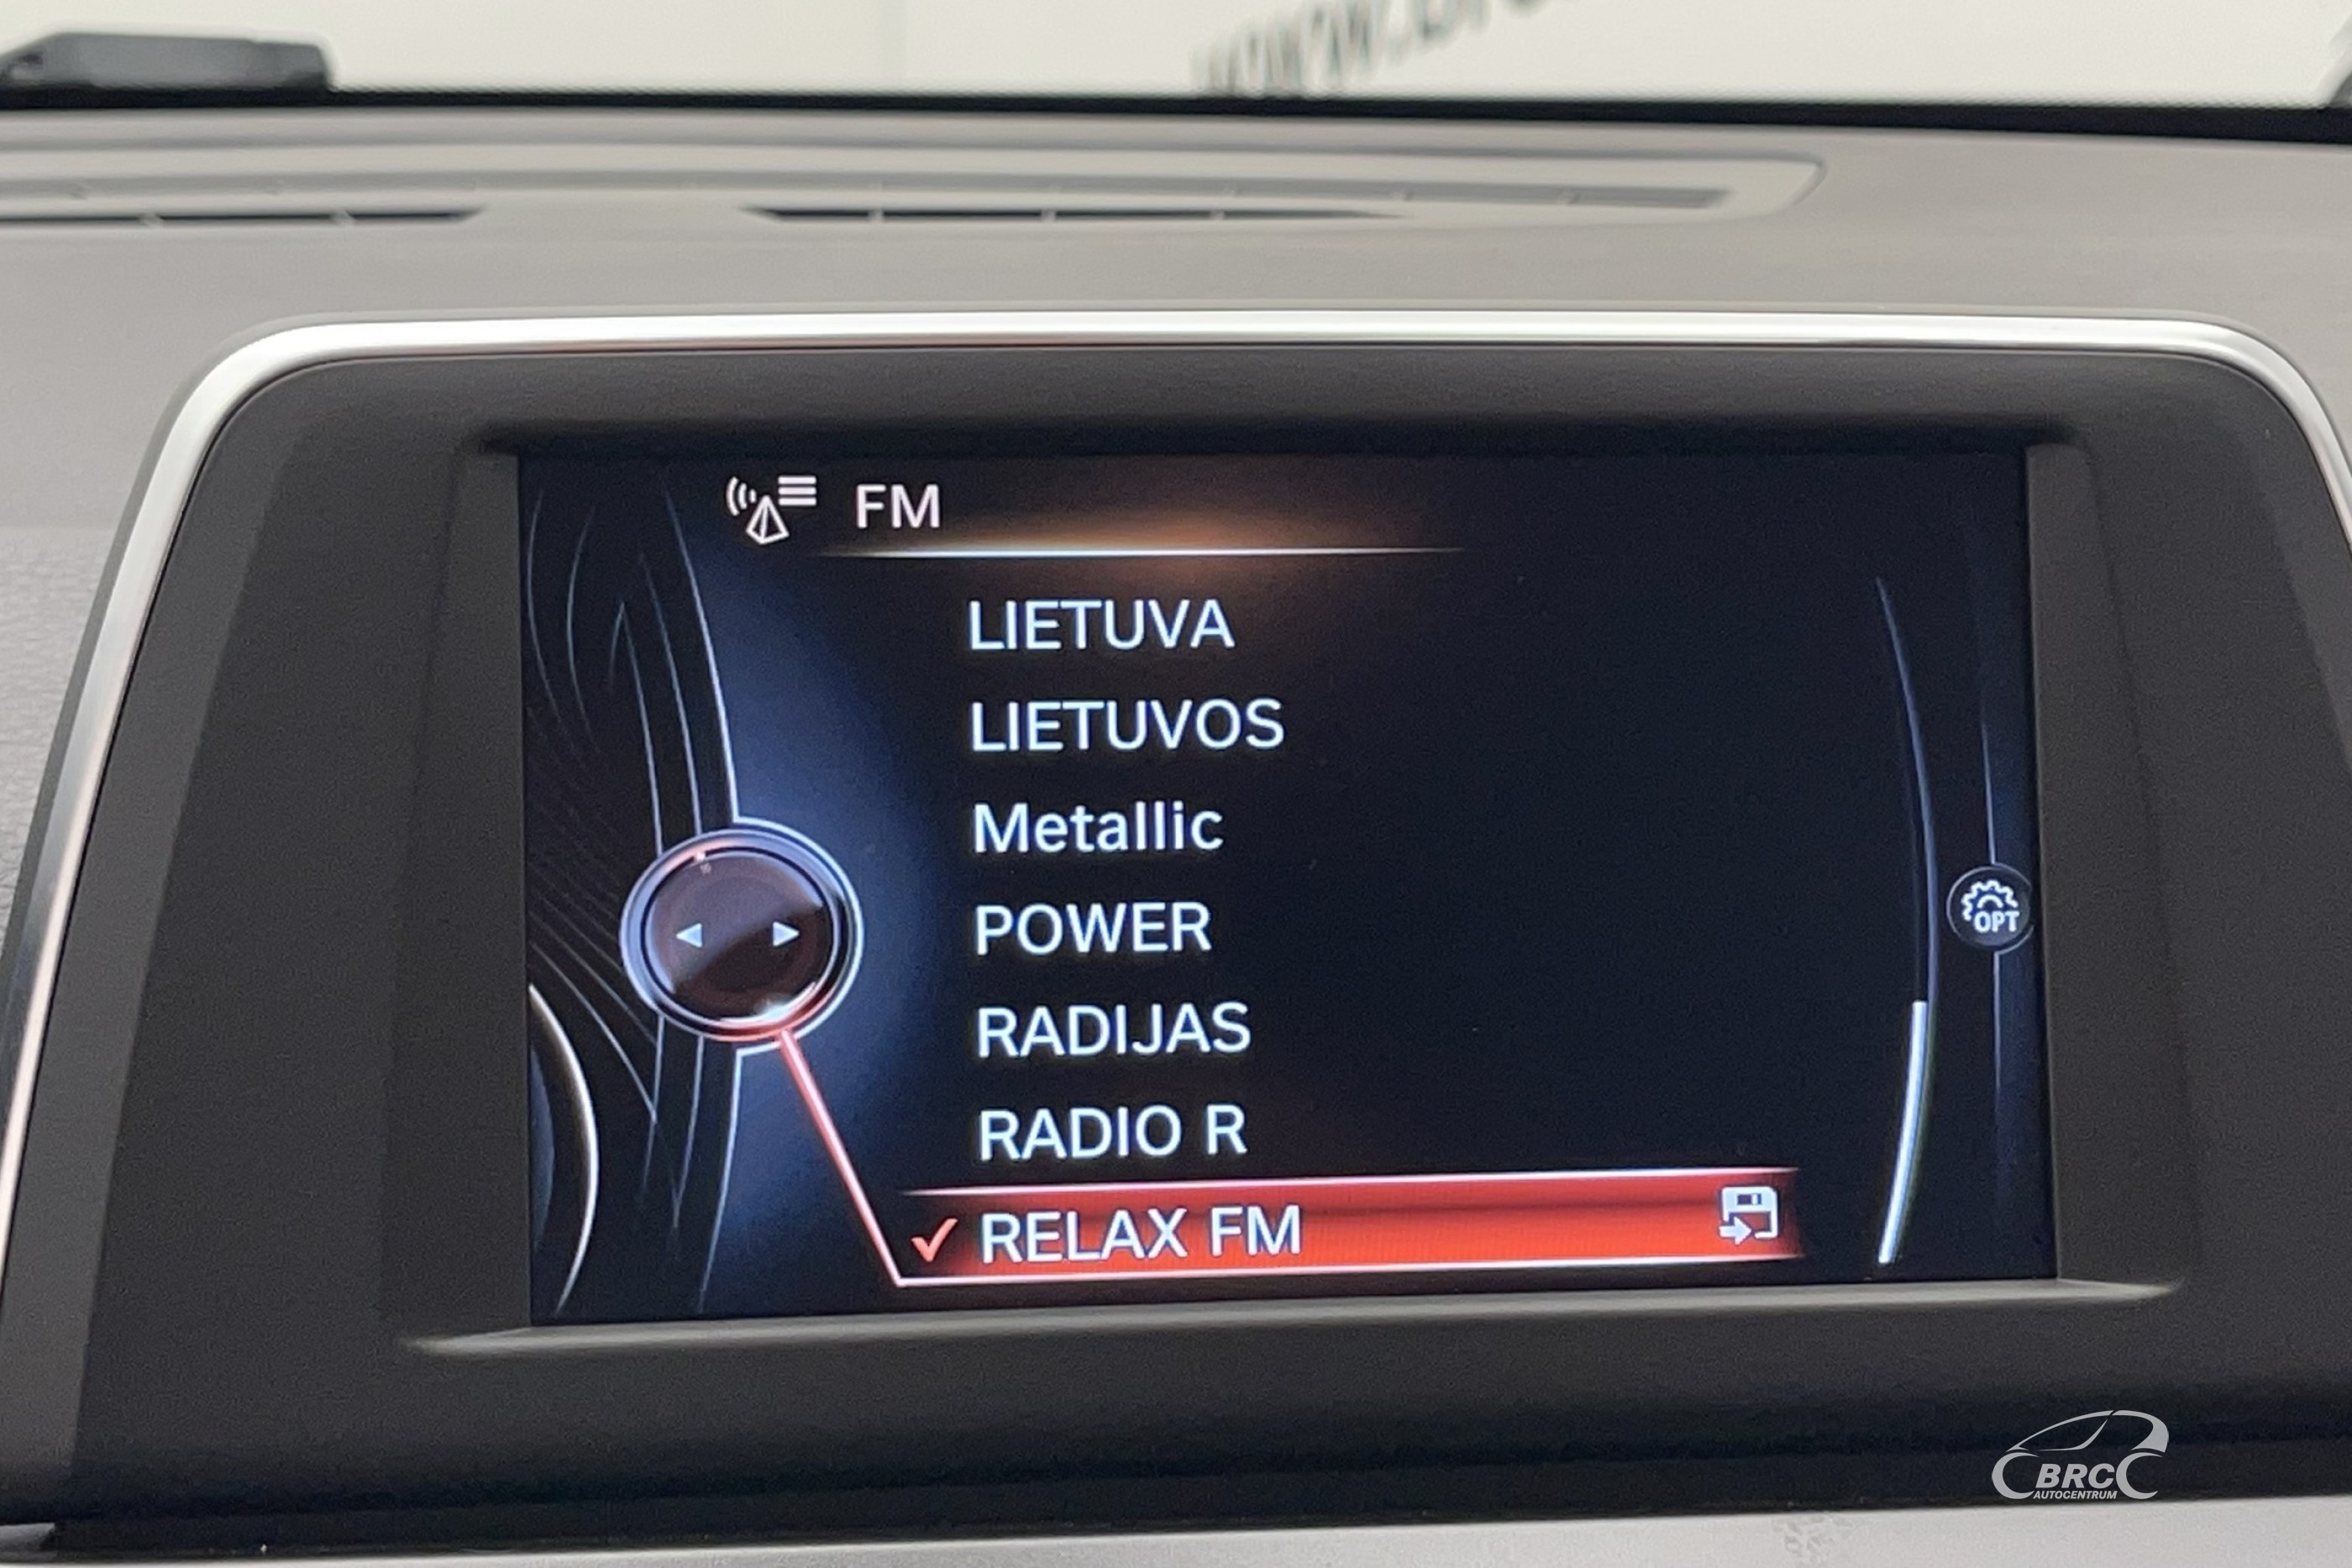 FM
LIETUVA
LIETUVOS
Metallic
POWER
RADIJAS
RADIO R
✓ RELAX FM
OPT
BRC
AUTOCENTRUM